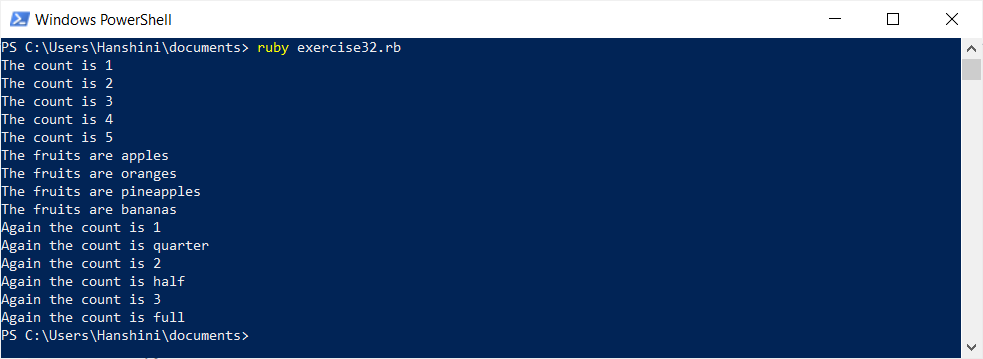 Windows PowerShell
PS C:\Users\Hanshini\documents> ruby exercise32.rb
The count is 1
The count is 2
The count is 3
The count is 4
The count is 5
The fruits are apples
The fruits are oranges
The fruits are pineapples
The fruits are bananas
Again the count is 1
Again the count is quarter
Again the count is 2
Again the count is half
Again the count is 3
Again the count is full
PS C:\Users\Hanshini\documents>